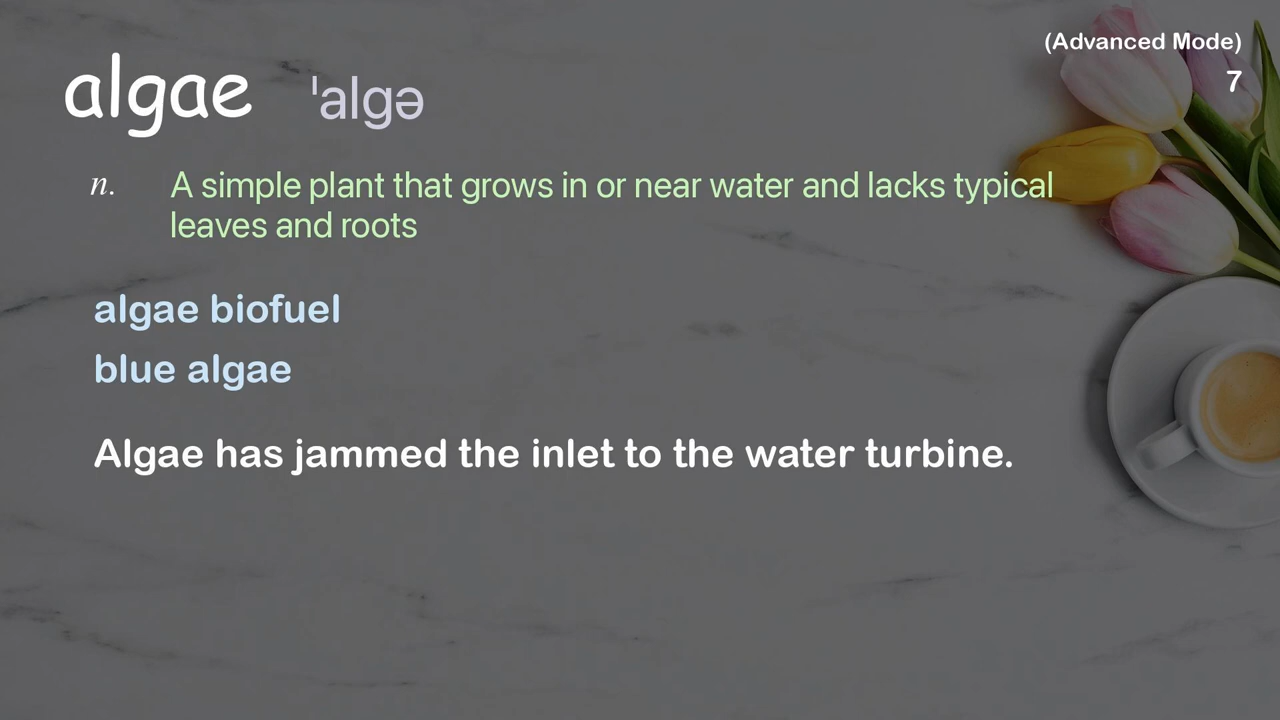 (Advanced Mode)
7
algae ˈalgə
n. A simple plant that grows in or near water and lacks typical
leaves and roots
algae biofuel
blue algae
Algae has jammed the inlet to the water turbine.